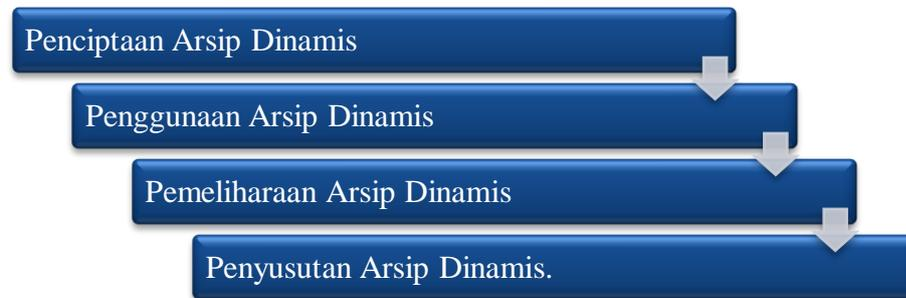 Penciptaan Arsip Dinamis
Penggunaan Arsip Dinamis
Pemeliharaan Arsip Dinamis
Penyusutan Arsip Dinamis.